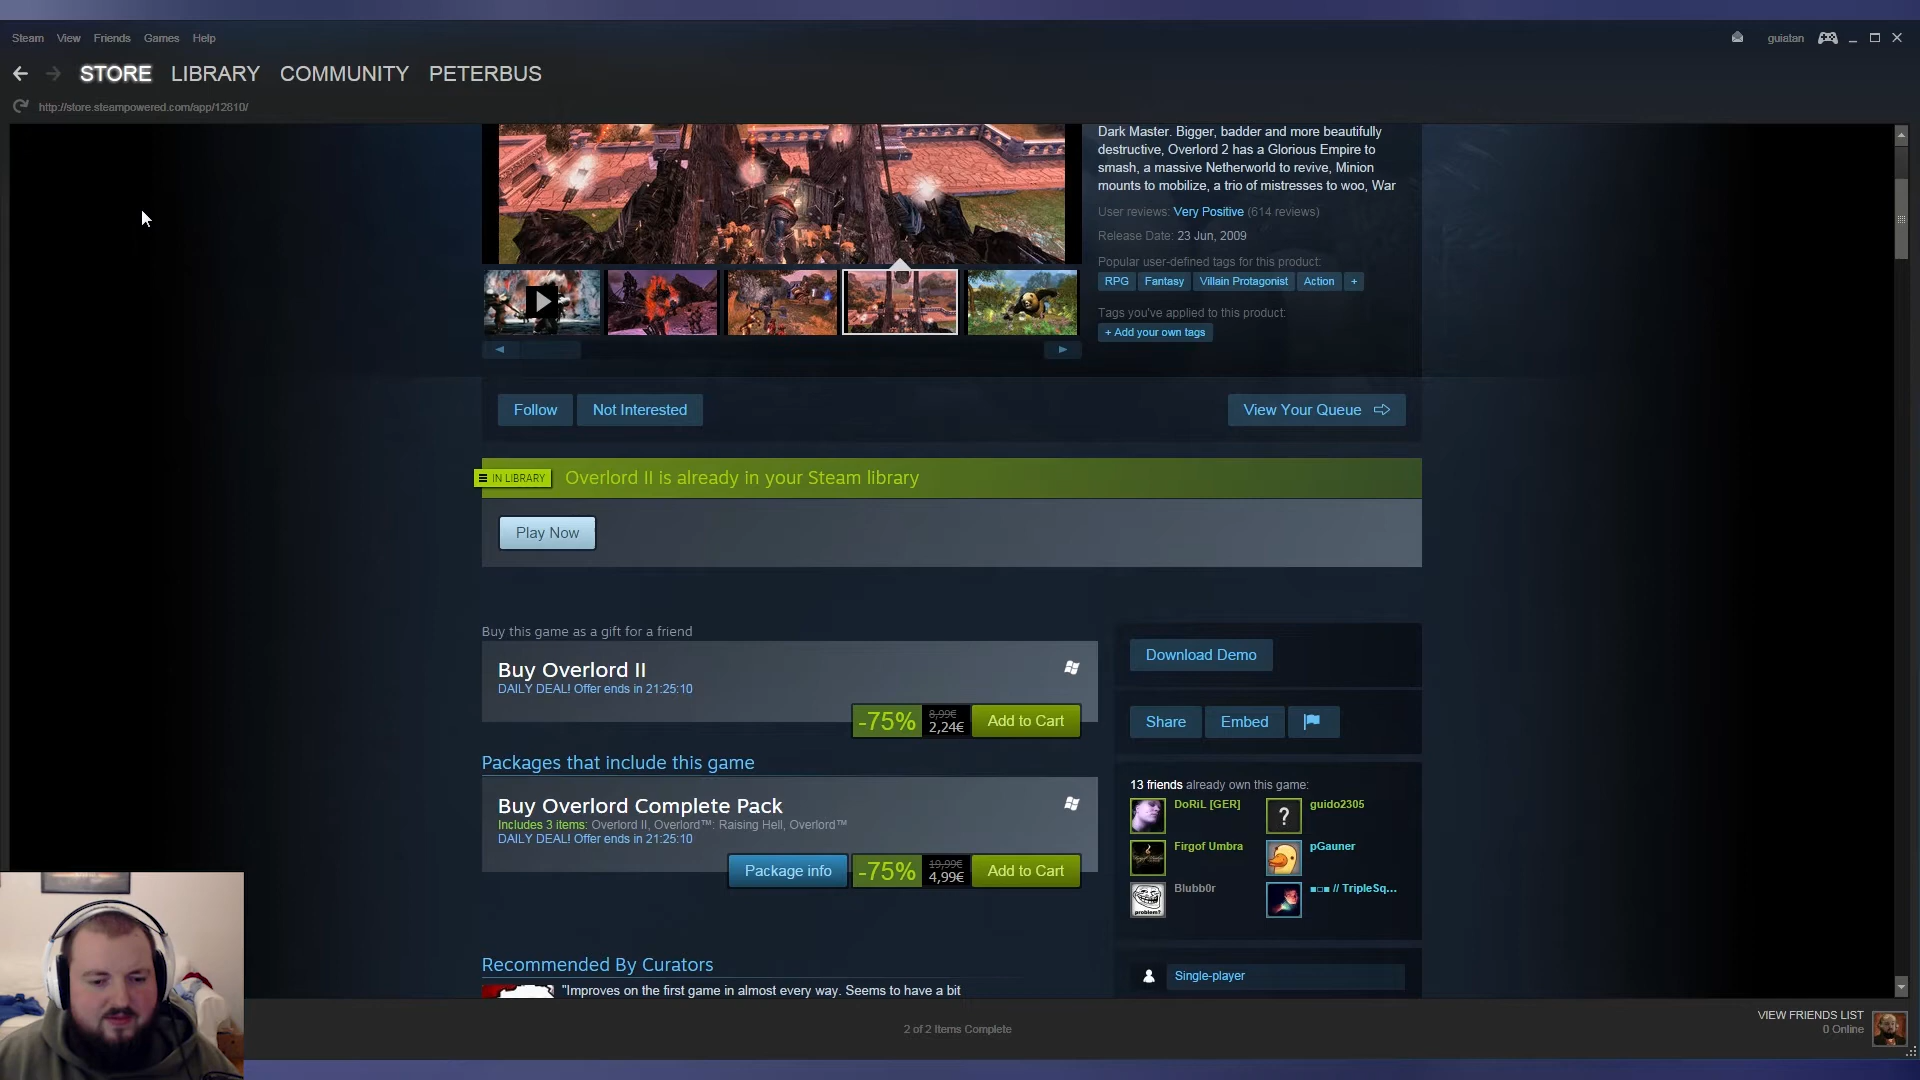 Steam View Friends Games Help
guiatan
STORE LIBRARY COMMUNITY PETERBUS
http://store.steampowered.com/app/12810/
Dark Master. Bigger, badder and more beautifully
destructive, Overlord 2 has a Glorious Empire to
smash, a massive Netherworld to revive, Minion
mounts to mobilize, a trio of mistresses to woo, War
User reviews: Very Positive (614 reviews)
Release Date: 23 Jun, 2009
Popular user-defined tags for this product:
RPG Fantasy Villain Protagonist Action +
Tags you've applied to this product:
+ Add your own tags
Follow Not Interested View Your Queue
IN LIBRARY Overlord II is already in your Steam library
Play Now
Buy this game as a gift for a friend
Buy Overlord II
DAILY DEAL! Offer ends in 21:25:10
-75% 8,99€ 2,24€ Add to Cart
Packages that include this game
Buy Overlord Complete Pack
Includes 3 items: Overlord II, Overlord™: Raising Hell, Overlord™
DAILY DEAL! Offer ends in 21:25:10
Package info -75% 19,99€ 4,99€ Add to Cart
Recommended By Curators
"Improves on the first game in almost every way. Seems to have a bit
Download Demo
Share Embed
13 friends already own this game:
DoRiL [GER] guido2305
Firgof Umbra pGauner
Blubb0r ■□■ // TripleSq...
problem?
Single-player
2 of 2 Items Complete
VIEW FRIENDS LIST
0 Online